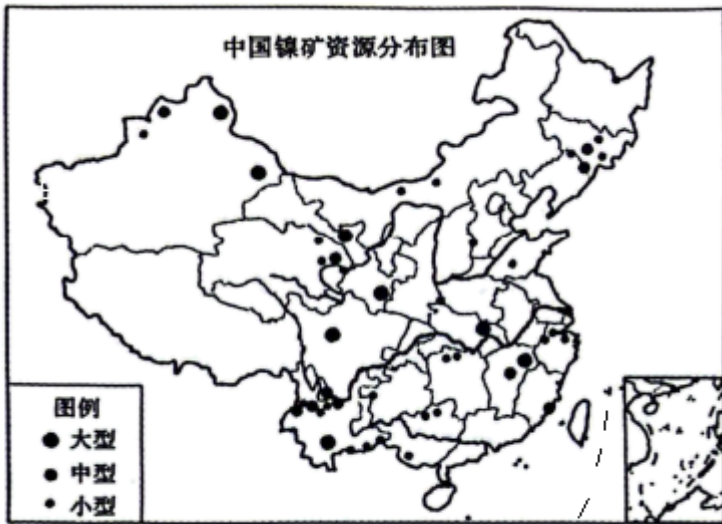 中国镍矿资源分布图
图例
大型
中型
小型